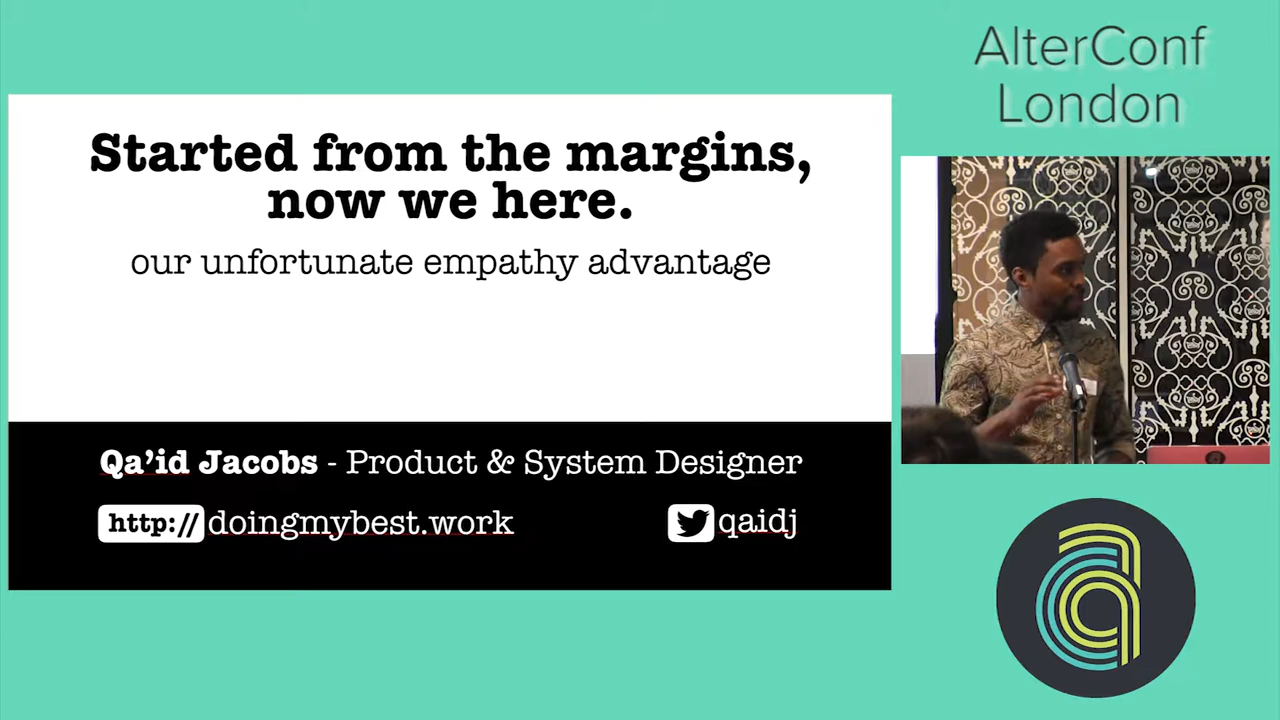 AlterConf
London
Started from the margins,
now we here.
our unfortunate empathy advantage
Qa'id Jacobs - Product & System Designer
http:// doingmybest.work
qaidj